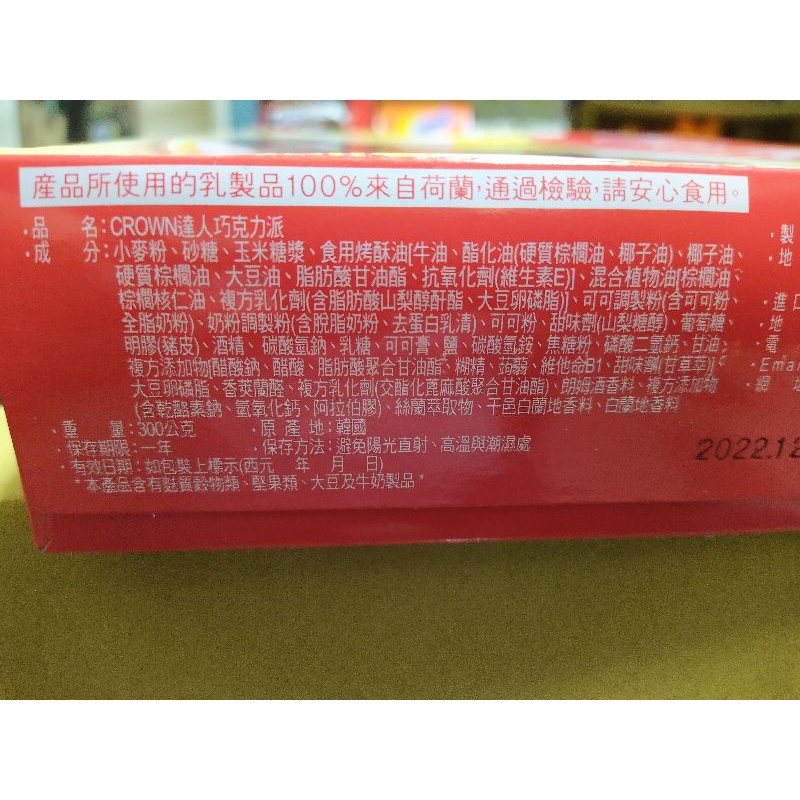 産品所使用的乳製品100%來自荷蘭,通過檢驗,請安心食用。
·品 名:CROWN達人巧克力派
·成 分:小麥粉、砂糖、玉米糖漿、食用烤酥油[牛油、酯化油(硬質棕櫚油、椰子油)、椰子油、
硬質棕櫚油、大豆油、脂肪酸甘油酯、抗氧化劑(維生素E)]、混合植物油[棕櫚油、
棕櫚核仁油、複方乳化劑(含脂肪酸山梨醇酐酯、大豆卵磷脂)]、可可調製粉(含可可粉、
全脂奶粉)、奶粉調製粉(含脫脂奶粉、去蛋白乳清)、可可粉、甜味劑(山梨糖醇)、葡萄糖、
明膠(豬皮)、酒精、碳酸氫鈉、乳糖、可可膏、鹽、碳酸氫銨、焦糖粉、磷酸二氫鈣、甘油、
複方添加物[醋酸鈉、醋酸、脂肪酸聚合甘油酯、糊精、蒟蒻、維他命B1、甜味劑(甘草萃)]、
大豆卵磷脂、香莢蘭醛、複方乳化劑(交酯化蓖麻酸聚合甘油酯)、明姆酒香料、複方添加物
(含乾酪素鈉、氫氧化鈣、阿拉伯膠)、絲蘭萃取物、干邑白蘭地香料、白蘭地香料
·重 量:300公克 ·原 產 地:韓國
·保存期限:一年 ·保存方法:避免陽光直射、高溫與潮濕處
·有效日期:如包裝上標示(西元 年 月 日)
*本產品含有麩質穀物類、堅果類、大豆及牛奶製品*
·製
·地
·進口
·地
·電
·Emai
·網
2022.12